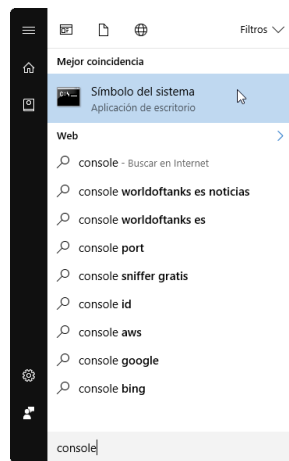 Filtros
Mejor coincidencia
C:\.
Símbolo del sistema
Aplicación de escritorio
Web
console - Buscar en Internet
console worldoftanks es noticias
console worldoftanks es
console port
console sniffer gratis
console id
console aws
console google
console bing
console